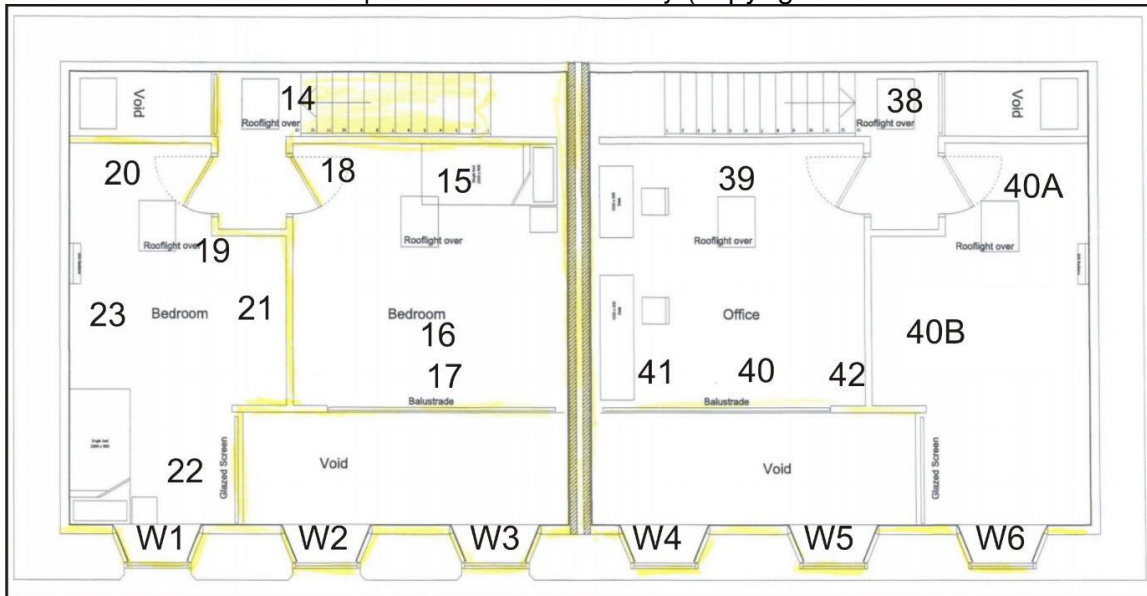 Void
14
Rooflight over
38
Rooflight over
Void
20
18
15
39
40A
Rooflight over
19
Rooflight over
Rooflight over
Rooflight over
23
Bedroom
21
Bedroom
16
17
Balustrade
Office
40B
41
40
42
Balustrade
22
Glazed Screen
Void
Void
Glazed Screen
W1
W2
W3
W4
W5
W6